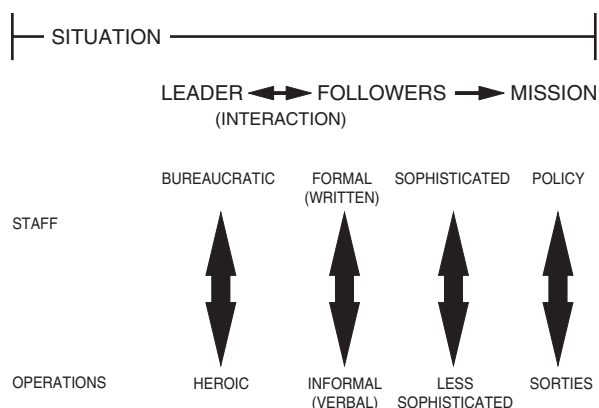 SITUATION
LEADER FOLLOWERS MISSION
(INTERACTION)
BUREAUCRATIC FORMAL SOPHISTICATED POLICY
(WRITTEN)
STAFF
OPERATIONS HEROIC INFORMAL LESS SORTIES
(VERBAL) SOPHISTICATED